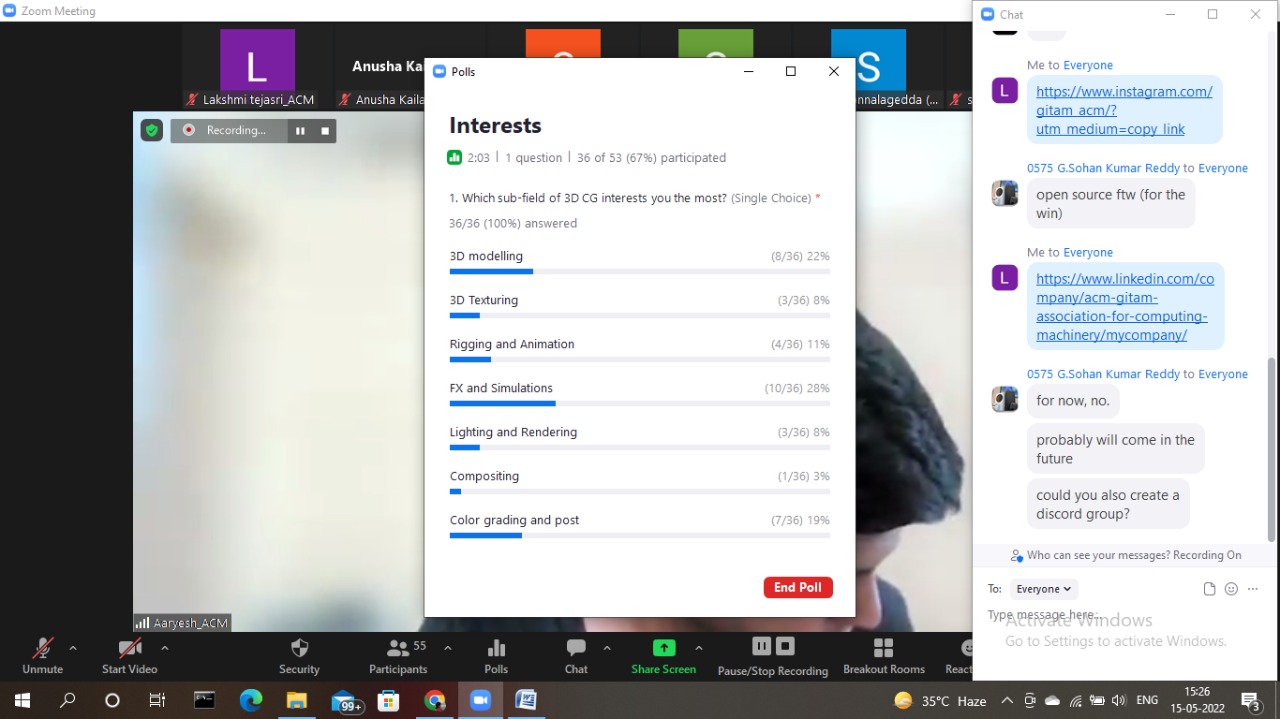 Zoom Meeting
L
Anusha Kai
S
Lakshmi tejasri_ACM
Anusha Kaila
nnalagedda (...
s
Recording...
Aaryesh_ACM
Polls
Interests
2:03 | 1 question | 36 of 53 (67%) participated
1. Which sub-field of 3D CG interests you the most? (Single Choice) *
36/36 (100%) answered
3D modelling (8/36) 22%
3D Texturing (3/36) 8%
Rigging and Animation (4/36) 11%
FX and Simulations (10/36) 28%
Lighting and Rendering (3/36) 8%
Compositing (1/36) 3%
Color grading and post (7/36) 19%
End Poll
Chat
Me to Everyone
L
https://www.instagram.com/
gitam_acm/?
utm_medium=copy_link
0575 G.Sohan Kumar Reddy to Everyone
open source ftw (for the
win)
Me to Everyone
L
https://www.linkedin.com/co
mpany/acm-gitam-
association-for-computing-
machinery/mycompany/
0575 G.Sohan Kumar Reddy to Everyone
for now, no.
probably will come in the
future
could you also create a
discord group?
Who can see your messages? Recording On
To: Everyone
Type message here...
Activate Windows
Go to Settings to activate Windows.
Unmute
Start Video
Security
55
Participants
Polls
Chat
Share Screen
Pause/Stop Recording
Breakout Rooms
React
99+
W
35°C Haze
ENG
15:26
15-05-2022
3